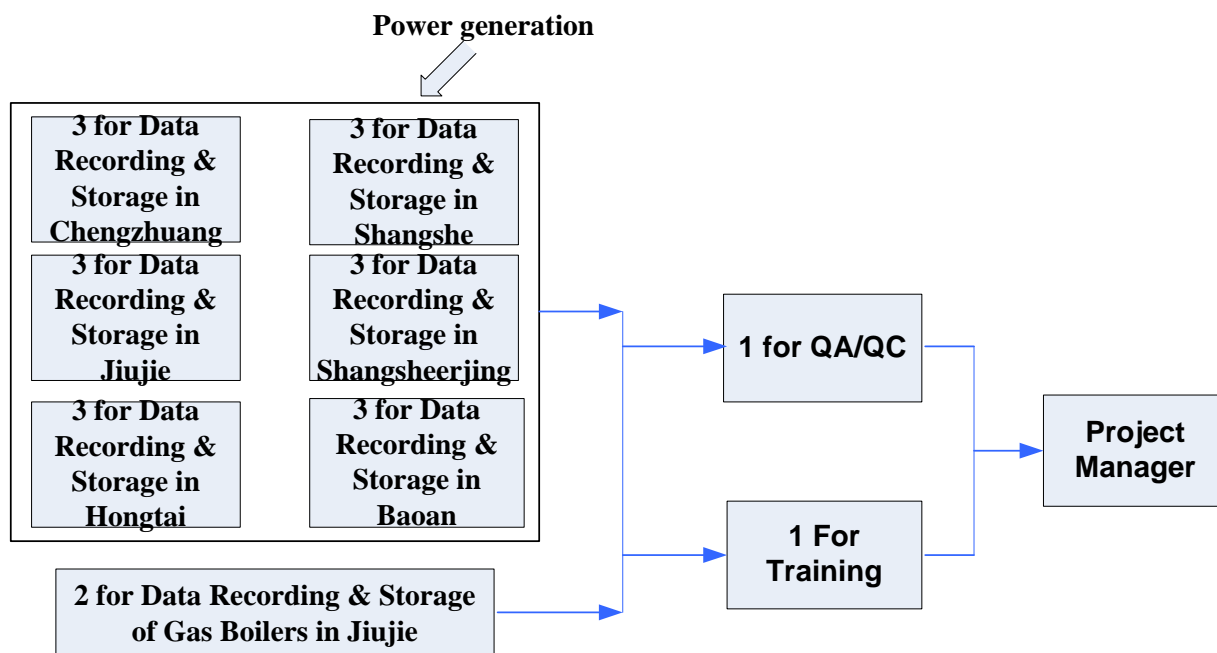 Power generation
3 for Data
Recording &
Storage in
Chengzhuang
3 for Data
Recording &
Storage in
Shangshe
3 for Data
Recording &
Storage in
Jiujie
3 for Data
Recording &
Storage in
Shangsheerjing
3 for Data
Recording &
Storage in
Hongtai
3 for Data
Recording &
Storage in
Baoan
2 for Data Recording & Storage
of Gas Boilers in Jiujie
1 for QA/QC
1 For
Training
Project
Manager